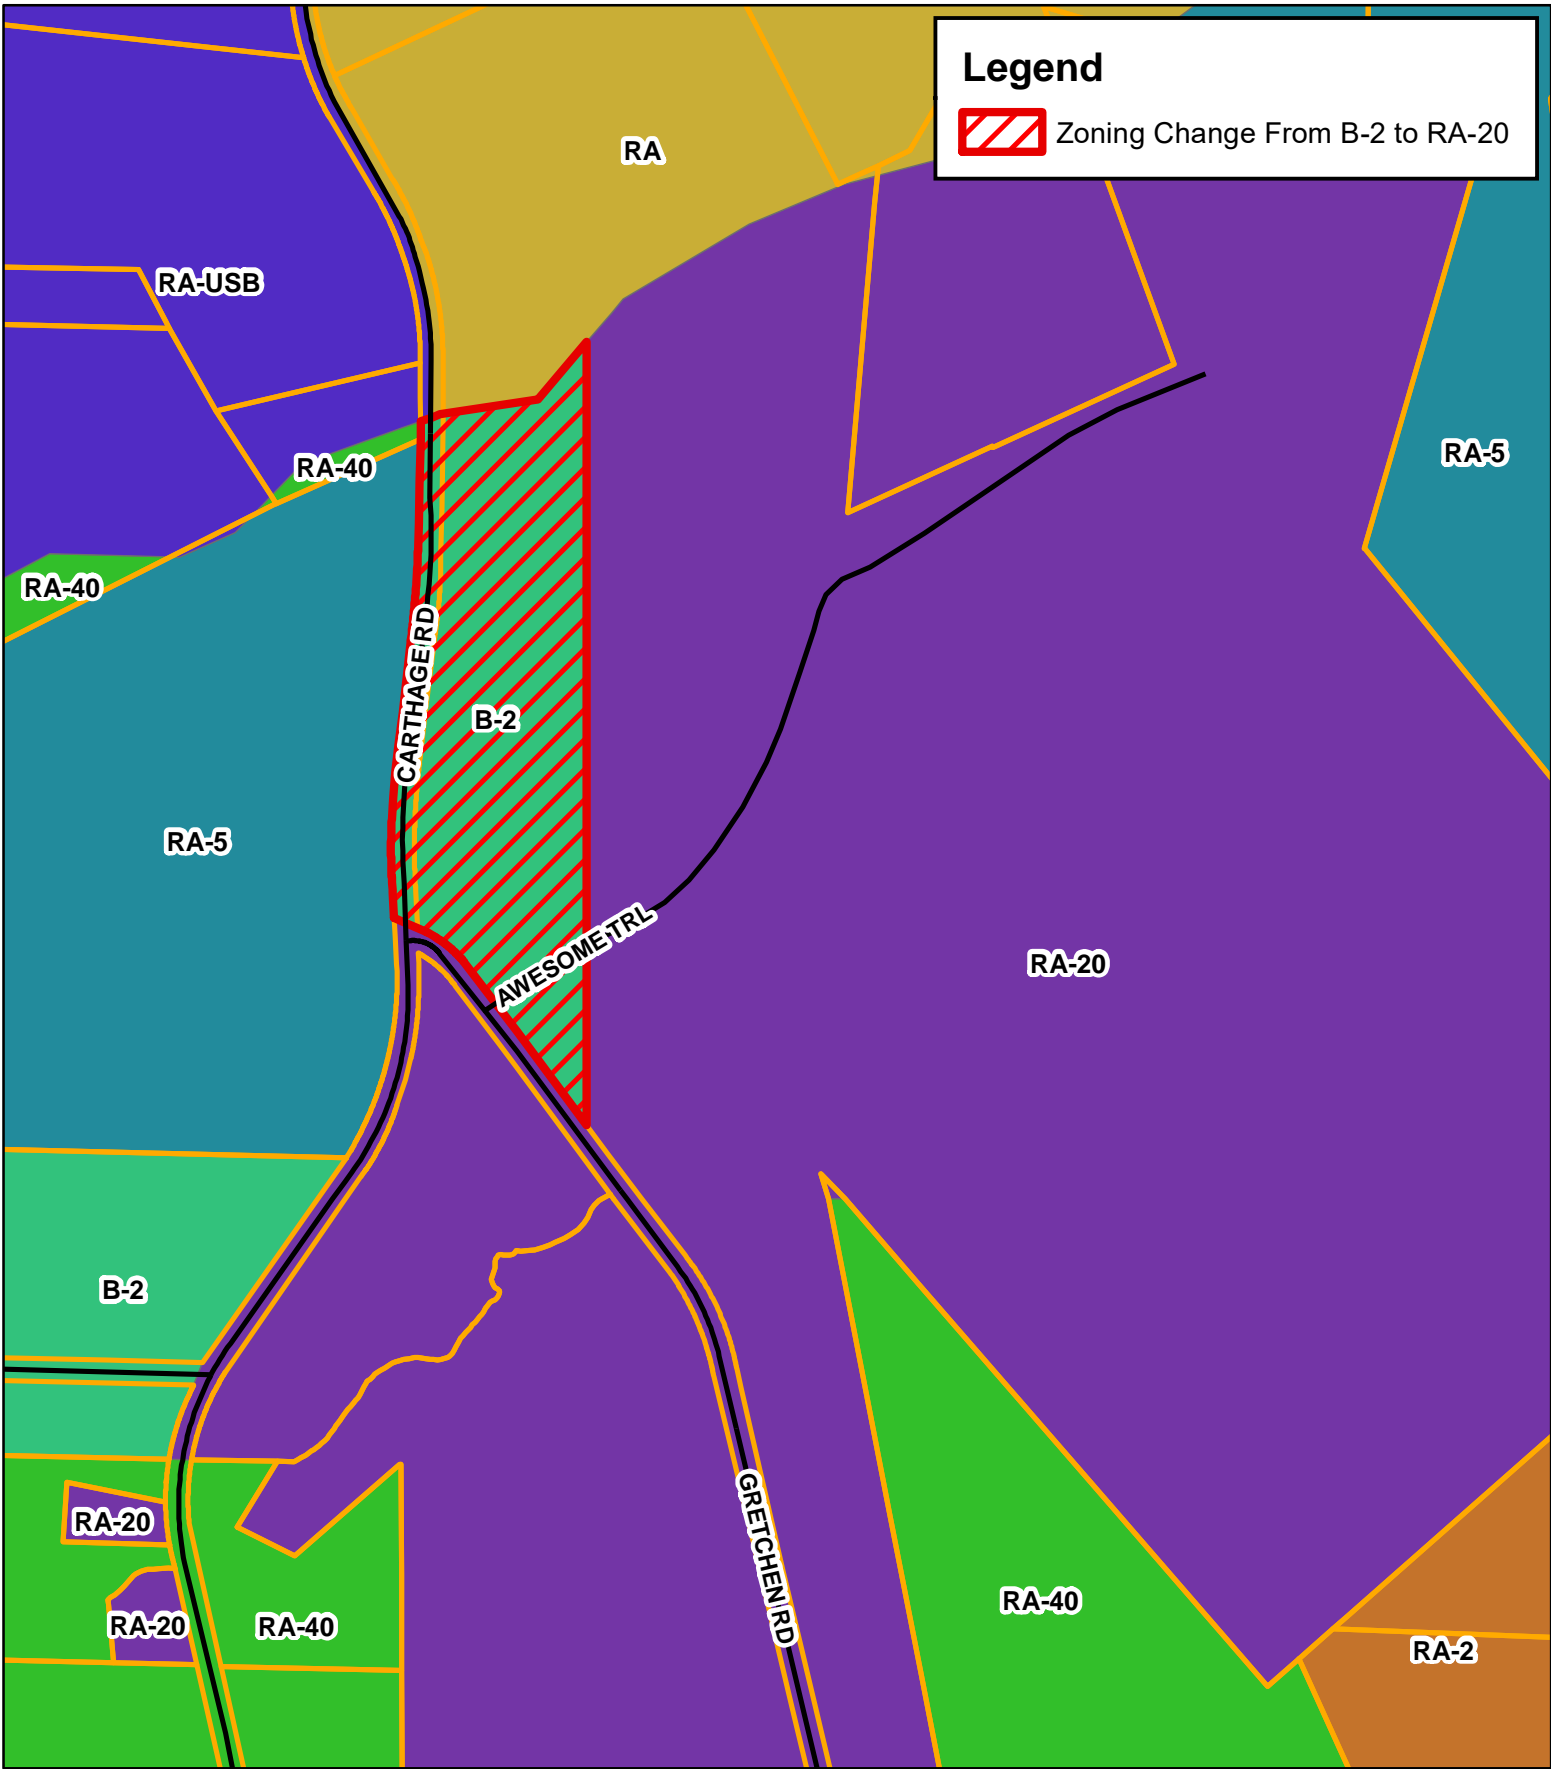 Legend
Zoning Change From B-2 to RA-20
RA
RA-USB
RA-5
RA-40
RA-40
CARTHAGE RD
B-2
RA-5
AWESOME TRL
RA-20
B-2
RA-20
GRETCHEN RD
RA-40
RA-20
RA-40
RA-2